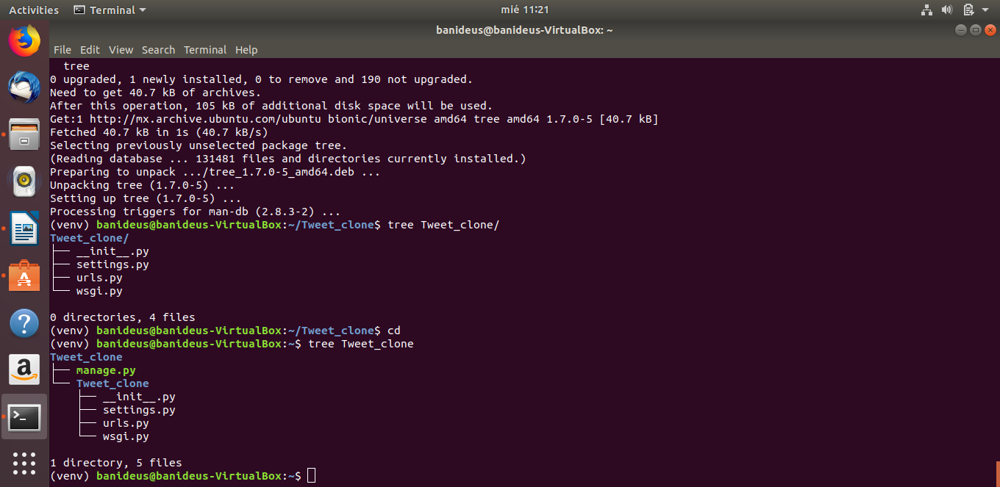 Activities Terminal mié 11:21
banideus@banideus-VirtualBox: ~
File Edit View Search Terminal Help
  tree
0 upgraded, 1 newly installed, 0 to remove and 190 not upgraded.
Need to get 40.7 kB of archives.
After this operation, 105 kB of additional disk space will be used.
Get:1 http://mx.archive.ubuntu.com/ubuntu bionic/universe amd64 tree amd64 1.7.0-5 [40.7 kB]
Fetched 40.7 kB in 1s (40.7 kB/s)
Selecting previously unselected package tree.
(Reading database ... 131481 files and directories currently installed.)
Preparing to unpack .../tree_1.7.0-5_amd64.deb ...
Unpacking tree (1.7.0-5) ...
Setting up tree (1.7.0-5) ...
Processing triggers for man-db (2.8.3-2) ...
(venv) banideus@banideus-VirtualBox:~/Tweet_clone$ tree Tweet_clone/
Tweet_clone/
├── __init__.py
├── settings.py
├── urls.py
└── wsgi.py

0 directories, 4 files
(venv) banideus@banideus-VirtualBox:~/Tweet_clone$ cd
(venv) banideus@banideus-VirtualBox:~$ tree Tweet_clone
Tweet_clone
├── manage.py
└── Tweet_clone
    ├── __init__.py
    ├── settings.py
    ├── urls.py
    └── wsgi.py

1 directory, 5 files
(venv) banideus@banideus-VirtualBox:~$